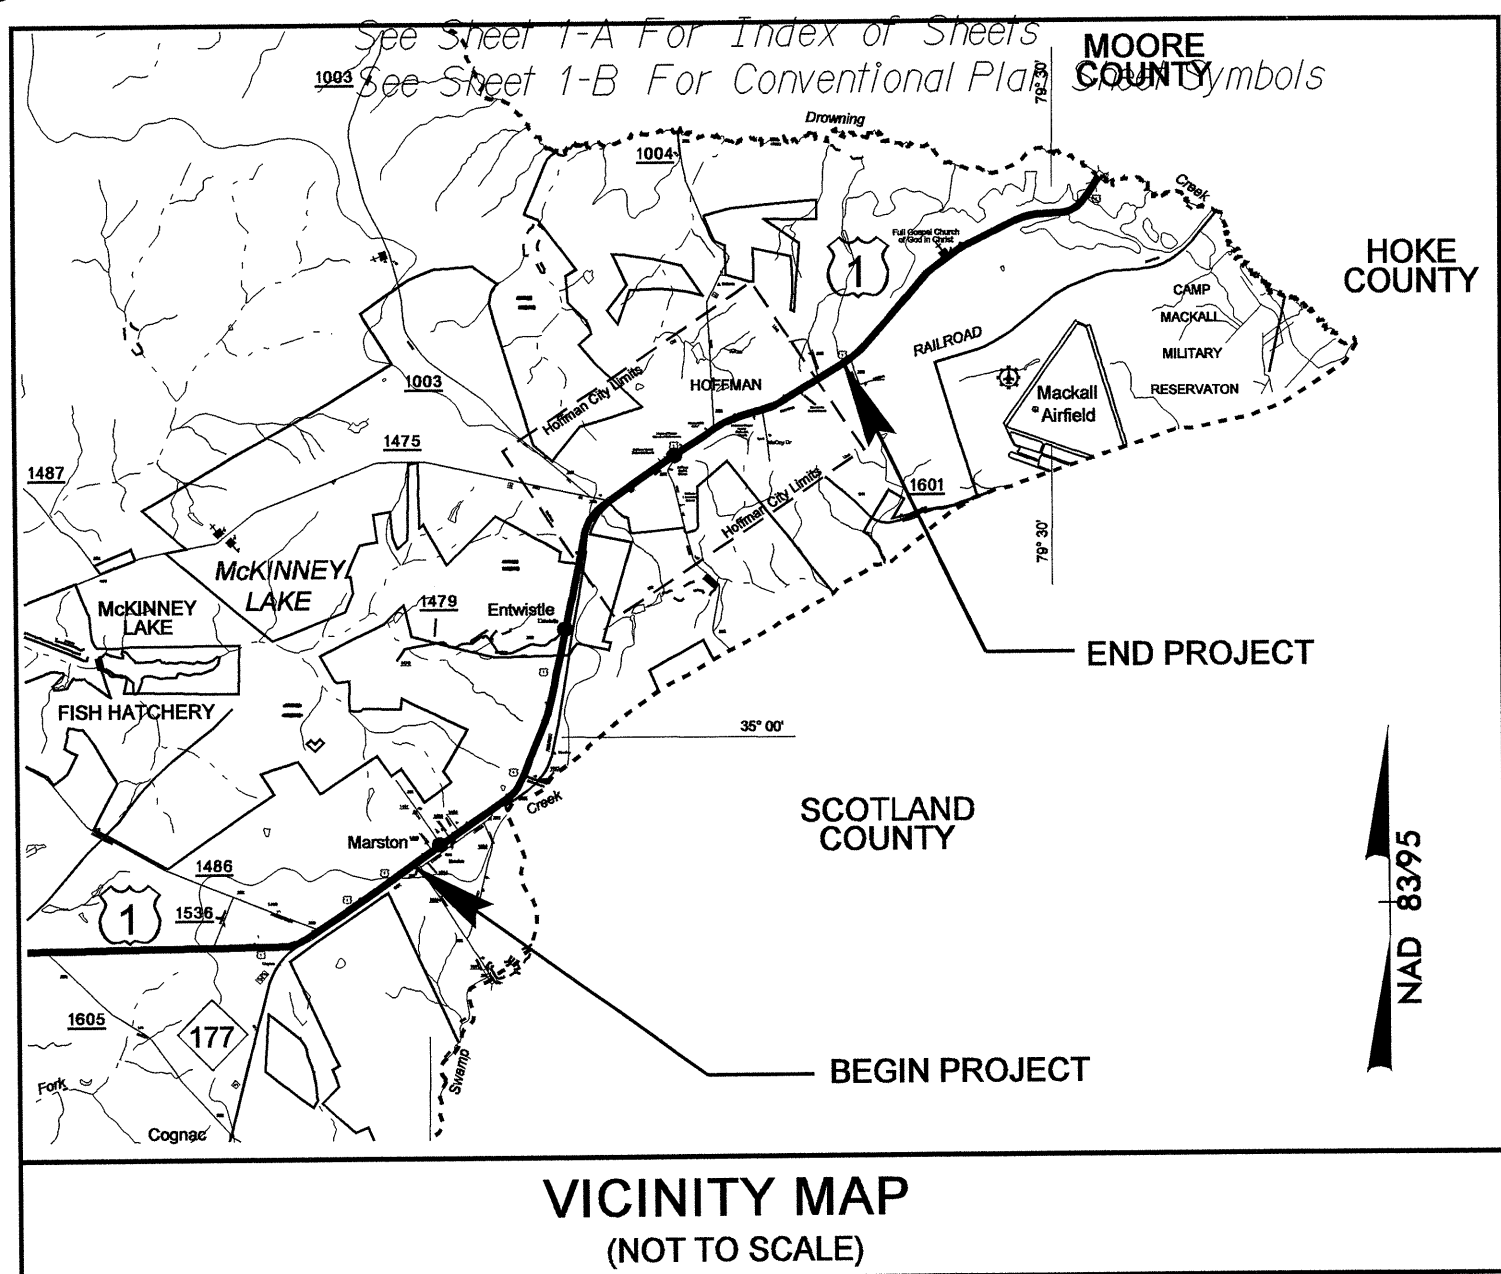 See Sheet 1-A For Index of Sheets
See Sheet 1-B For Conventional Plan Sheet Symbols
MOORE
COUNTY
1003
79° 30'
Drowning
1004
Creek
Full Gospel Church
of God in Christ
1
HOKE
COUNTY
CAMP
MACKALL
MILITARY
RESERVATON
RAILROAD
Mackall
Airfield
1003
Hoffman City Limits
HOFFMAN
1475
1487
McCoy Dr
Hoffman City Limits
1601
79° 30'
McKINNEY
LAKE
McKINNEY
LAKE
1479
Entwistle
END PROJECT
FISH HATCHERY
35° 00'
Creek
SCOTLAND
COUNTY
Marston
1486
1
1536
NAD 83/95
1605
177
Fork
Swamp
BEGIN PROJECT
Cognac
VICINITY MAP
(NOT TO SCALE)